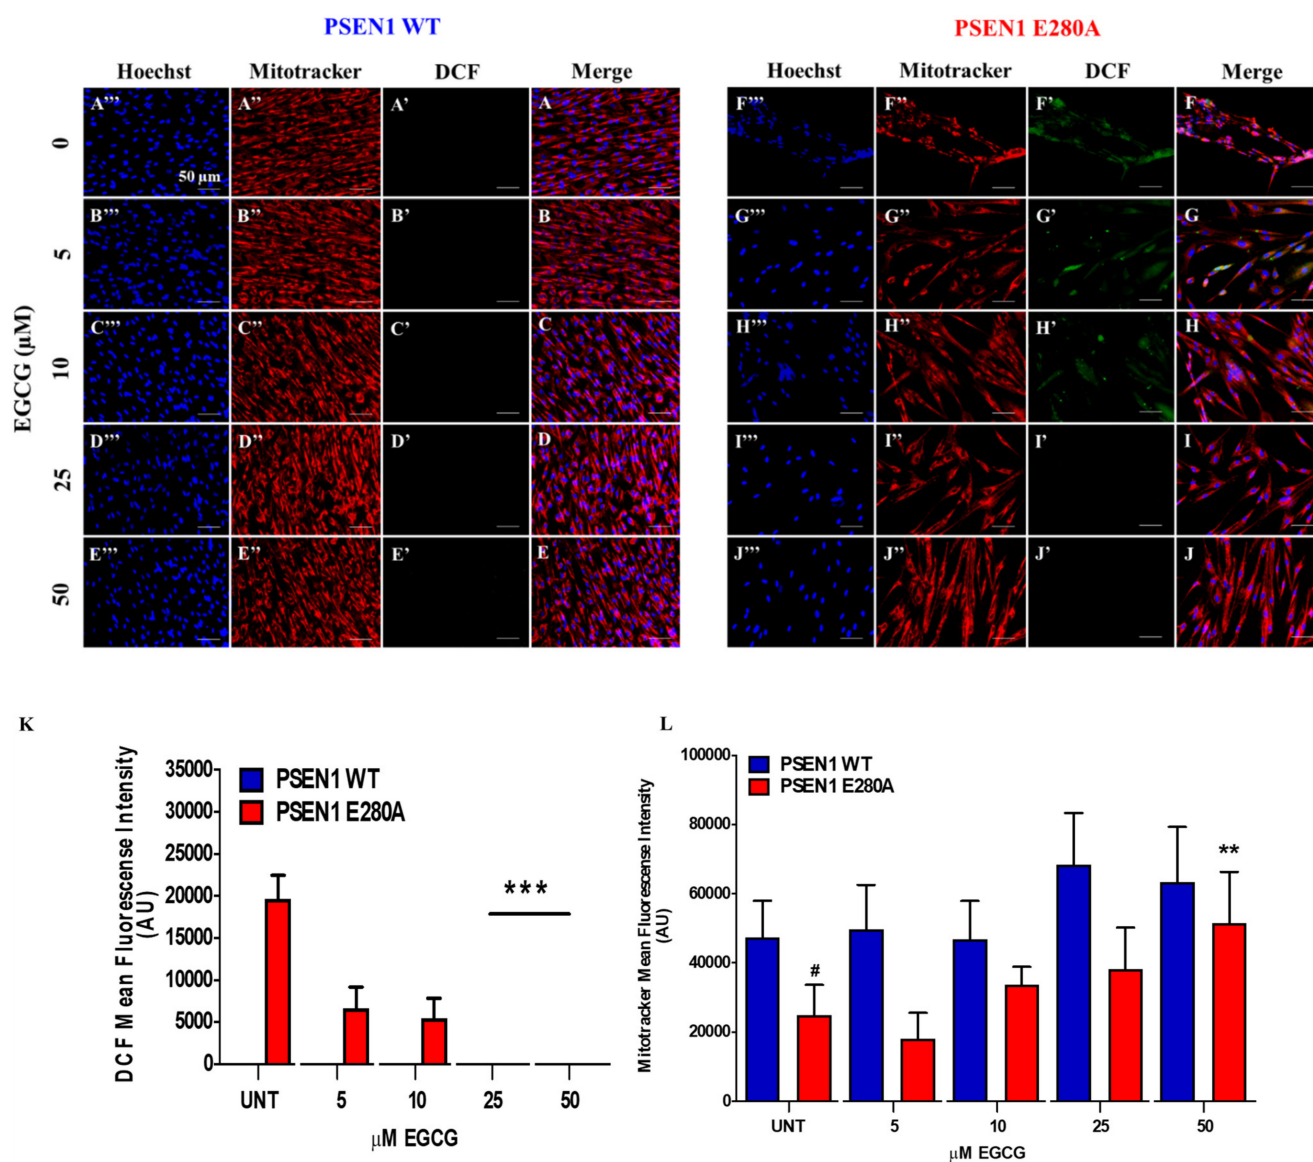 PSEN1 WT
PSEN1 E280A
Hoechst Mitotracker DCF Merge
Hoechst Mitotracker DCF Merge
EGCG (µM)
0
A''' A'' A' A
50 µm
F''' F'' F' F
5
B''' B'' B' B
G''' G'' G' G
10
C''' C'' C' C
H''' H'' H' H
25
D''' D'' D' D
I''' I'' I' I
50
E''' E'' E' E
J''' J'' J' J
K
DCF Mean Fluorescense Intensity
(AU)
35000
30000
25000
20000
15000
10000
5000
0
PSEN1 WT
PSEN1 E280A
***
UNT 5 10 25 50
µM EGCG
L
Mitotracker Mean Fluorescense Intensity
(AU)
100000
80000
60000
40000
20000
0
PSEN1 WT
PSEN1 E280A
#
**
UNT 5 10 25 50
µM EGCG